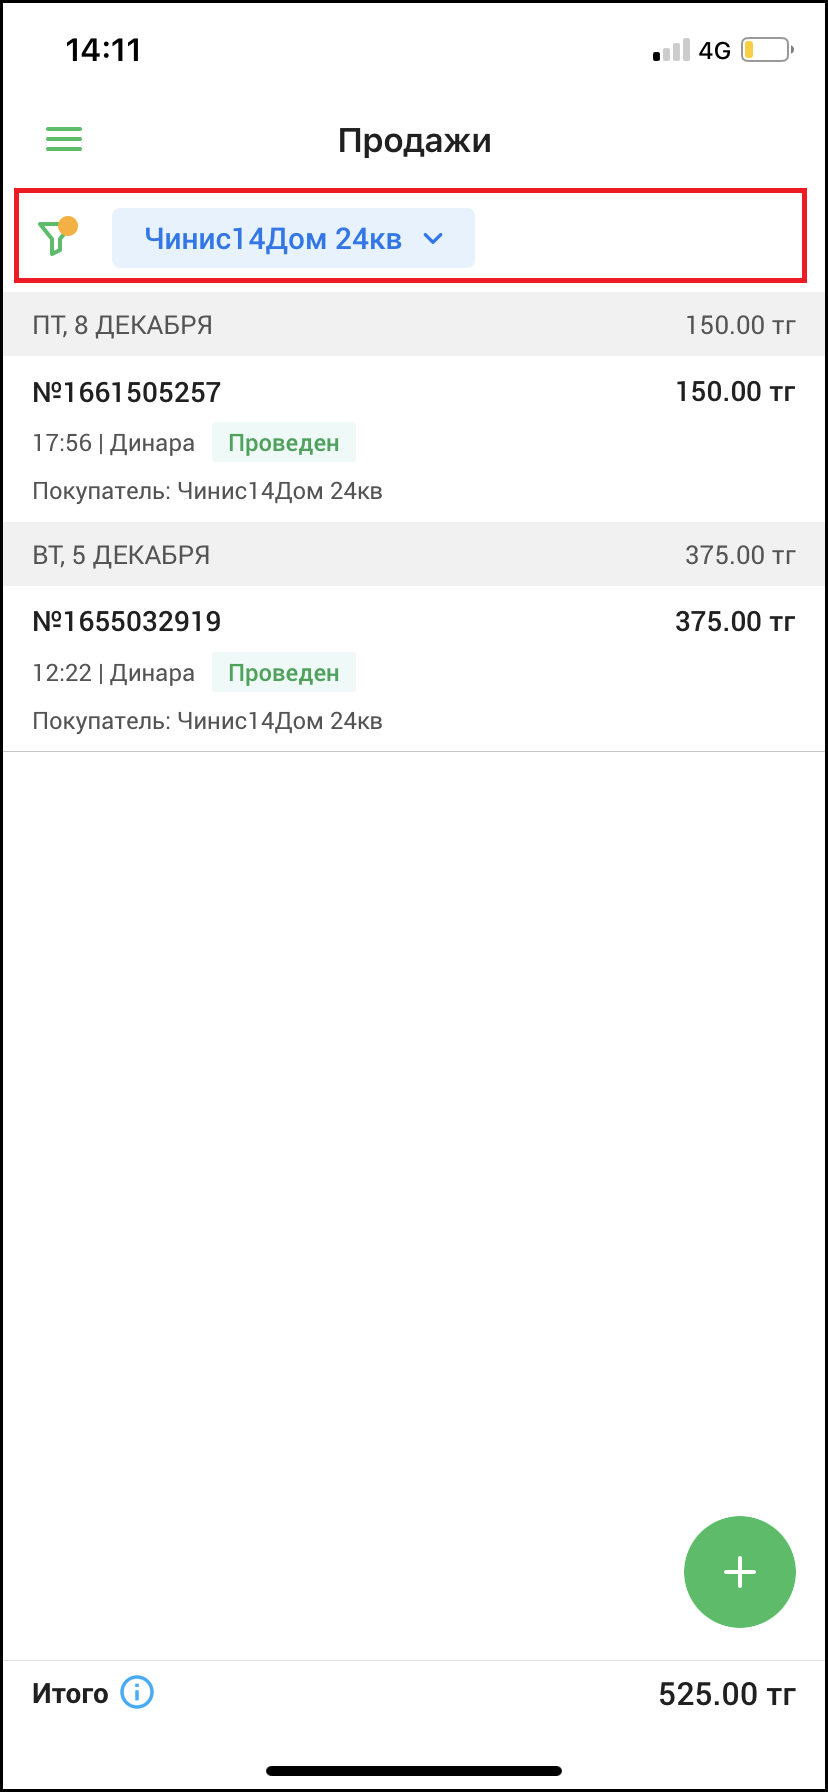 14:11 4G
Продажи
Чинис14Дом 24кв
ПТ, 8 ДЕКАБРЯ 150.00 тг
№1661505257 150.00 тг
17:56 | Динара Проведен
Покупатель: Чинис14Дом 24кв
ВТ, 5 ДЕКАБРЯ 375.00 тг
№1655032919 375.00 тг
12:22 | Динара Проведен
Покупатель: Чинис14Дом 24кв
Итого 525.00 тг